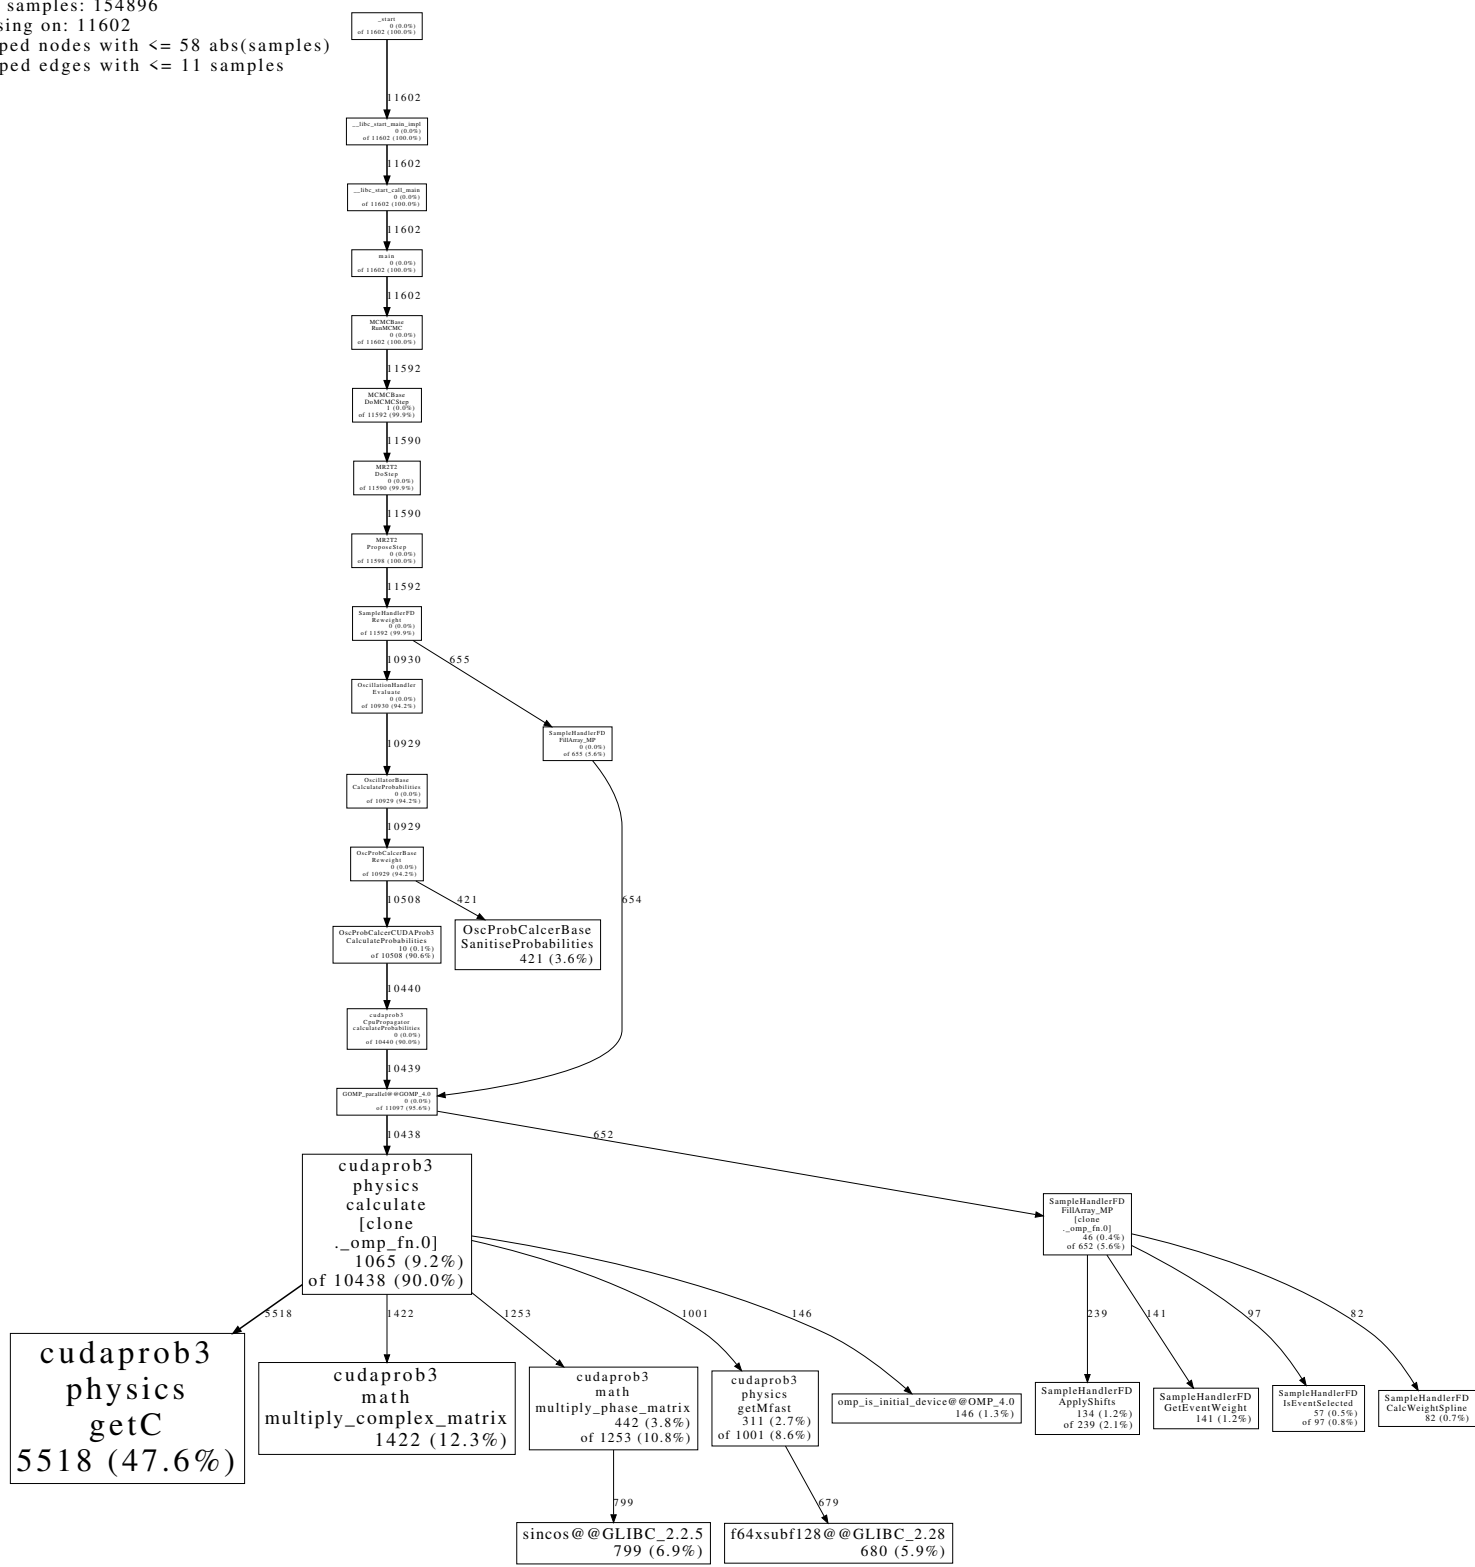 samples: 154896
sing on: 11602
ped nodes with <= 58 abs(samples)
ped edges with <= 11 samples
_start
0 (0.0%)
of 11602 (100.0%)
11602
__libc_start_main_impl
0 (0.0%)
of 11602 (100.0%)
11602
__libc_start_call_main
0 (0.0%)
of 11602 (100.0%)
11602
main
0 (0.0%)
of 11602 (100.0%)
11602
MCMCBase
RunMCMC
0 (0.0%)
of 11602 (100.0%)
11592
MCMCBase
DoMCMCStep
1 (0.0%)
of 11592 (99.9%)
11590
MR2T2
DoStep
0 (0.0%)
of 11590 (99.9%)
11590
MR2T2
ProposeStep
0 (0.0%)
of 11598 (100.0%)
11592
SampleHandlerFD
Reweight
0 (0.0%)
of 11592 (99.9%)
10930
655
OscillationHandler
Evaluate
0 (0.0%)
of 10930 (94.2%)
SampleHandlerFD
FillArray_MP
0 (0.0%)
of 655 (5.6%)
10929
OscillatorBase
CalculateProbabilities
0 (0.0%)
of 10929 (94.2%)
10929
OscProbCalcerBase
Reweight
0 (0.0%)
of 10929 (94.2%)
10508
421
654
OscProbCalcerCUDAProb3
CalculateProbabilities
10 (0.1%)
of 10508 (90.6%)
OscProbCalcerBase
SanitiseProbabilities
421 (3.6%)
10440
cudaprob3
CpuPropagator
calculateProbabilities
0 (0.0%)
of 10440 (90.0%)
10439
GOMP_parallel@@GOMP_4.0
0 (0.0%)
of 11097 (95.6%)
10438
652
cudaprob3
physics
calculate
[clone
._omp_fn.0]
1065 (9.2%)
of 10438 (90.0%)
SampleHandlerFD
FillArray_MP
[clone
._omp_fn.0]
46 (0.4%)
of 652 (5.6%)
5518
1422
1253
1001
146
239
141
97
82
cudaprob3
physics
getC
5518 (47.6%)
cudaprob3
math
multiply_complex_matrix
1422 (12.3%)
cudaprob3
math
multiply_phase_matrix
442 (3.8%)
of 1253 (10.8%)
cudaprob3
physics
getMfast
311 (2.7%)
of 1001 (8.6%)
omp_is_initial_device@@OMP_4.0
146 (1.3%)
SampleHandlerFD
ApplyShifts
134 (1.2%)
of 239 (2.1%)
SampleHandlerFD
GetEventWeight
141 (1.2%)
SampleHandlerFD
IsEventSelected
57 (0.5%)
of 97 (0.8%)
SampleHandlerFD
CalcWeightSpline
82 (0.7%)
799
679
sincos@@GLIBC_2.2.5
799 (6.9%)
f64xsubf128@@GLIBC_2.28
680 (5.9%)